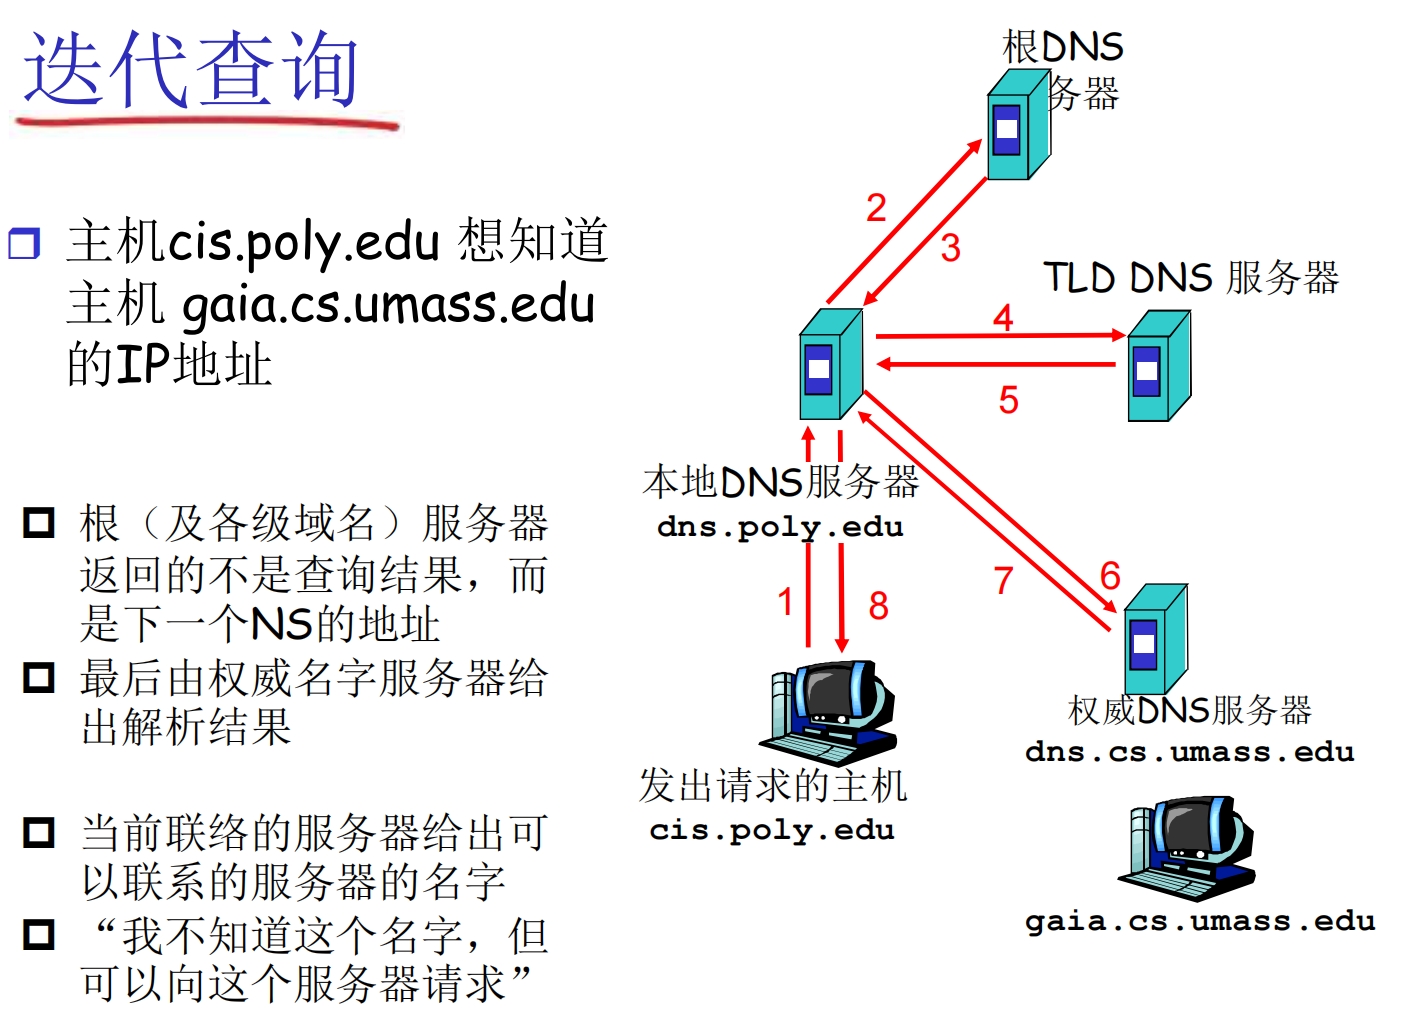 迭代查询
主机cis.poly.edu 想知道
主机 gaia.cs.umass.edu
的IP地址
根（及各级域名）服务器
返回的不是查询结果，而
是下一个NS的地址
最后由权威名字服务器给
出解析结果
当前联络的服务器给出可
以联系的服务器的名字
“我不知道这个名字，但
可以向这个服务器请求”
根DNS
务器
2
3
TLD DNS 服务器
4
5
本地DNS服务器
dns.poly.edu
1
8
7
6
权威DNS服务器
dns.cs.umass.edu
发出请求的主机
cis.poly.edu
gaia.cs.umass.edu